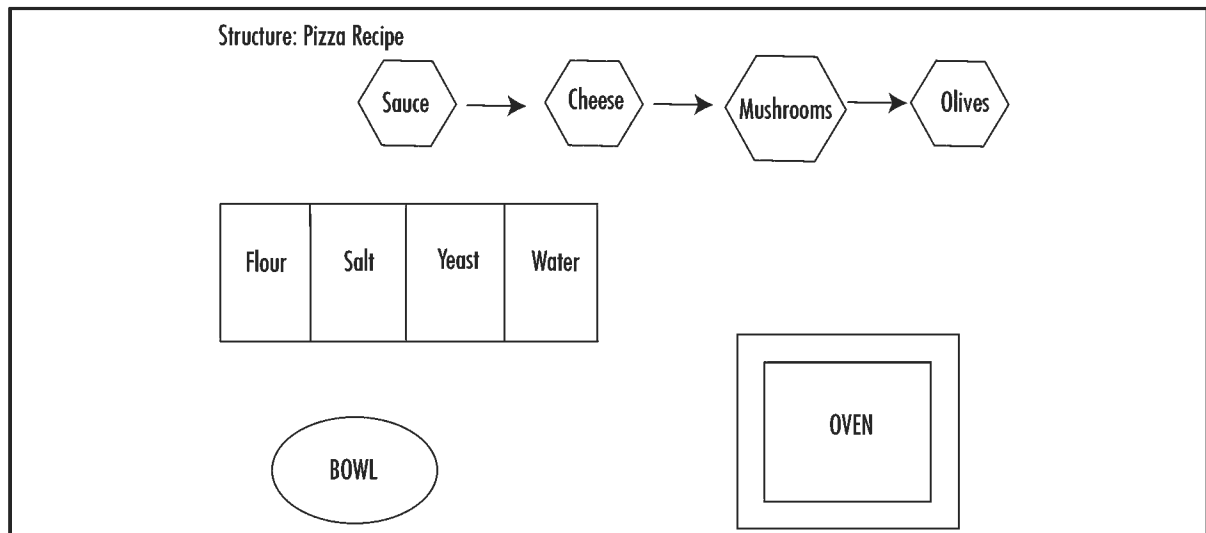 Structure: Pizza Recipe
Sauce
Cheese
Mushrooms
Olives
Flour
Salt
Yeast
Water
OVEN
BOWL